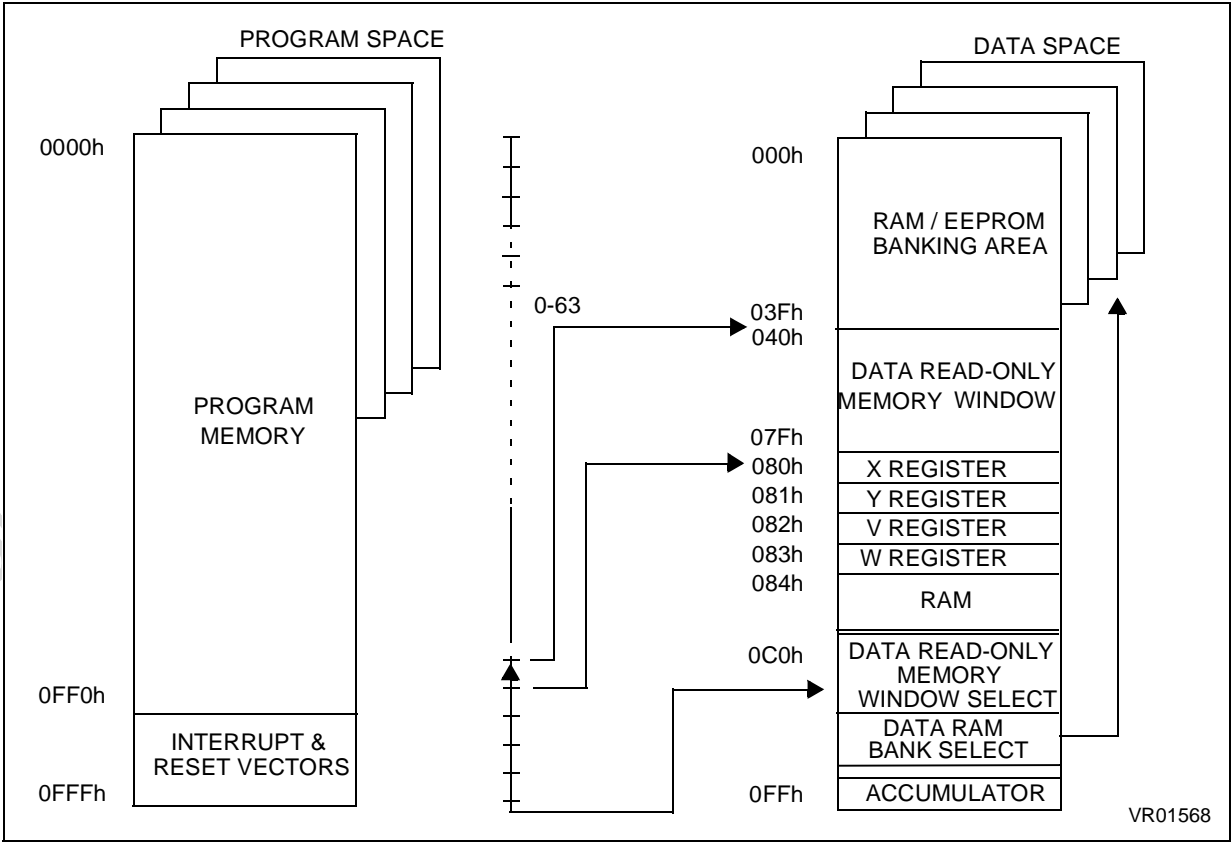 PROGRAM SPACE
0000h
PROGRAM
MEMORY
0FF0h
INTERRUPT &
RESET VECTORS
0FFFh
0-63
DATA SPACE
000h
RAM / EEPROM
BANKING AREA
03Fh
040h
DATA READ-ONLY
MEMORY WINDOW
07Fh
080h
X REGISTER
081h
Y REGISTER
082h
V REGISTER
083h
W REGISTER
084h
RAM
0C0h
DATA READ-ONLY
MEMORY
WINDOW SELECT
DATA RAM
BANK SELECT
0FFh
ACCUMULATOR
VR01568